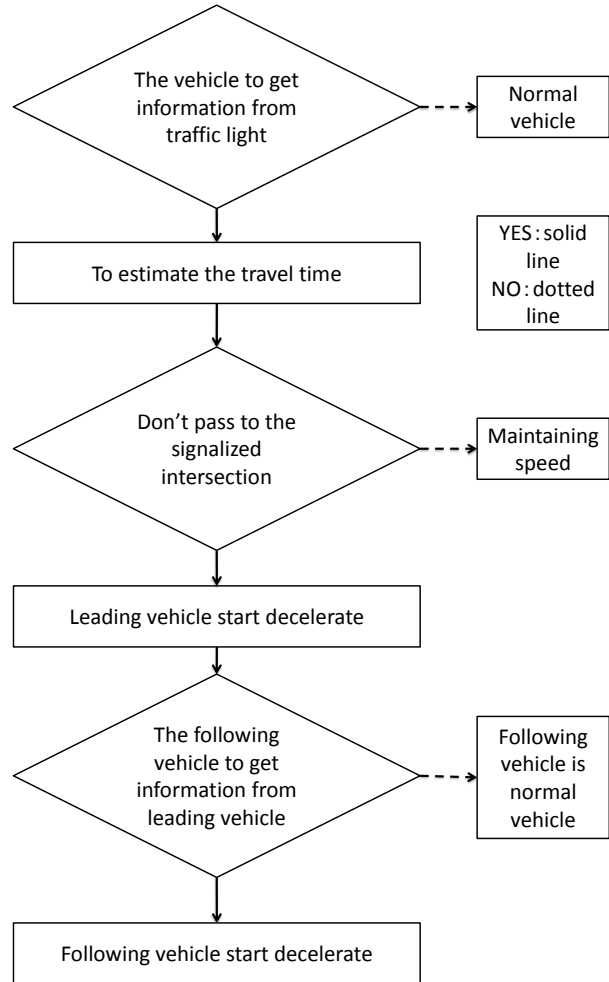 The vehicle to get
information from
traffic light
Normal
vehicle
To estimate the travel time
YES：solid
line
NO：dotted
line
Don’t pass to the
signalized
intersection
Maintaining
speed
Leading vehicle start decelerate
The following
vehicle to get
information from
leading vehicle
Following
vehicle is
normal
vehicle
Following vehicle start decelerate